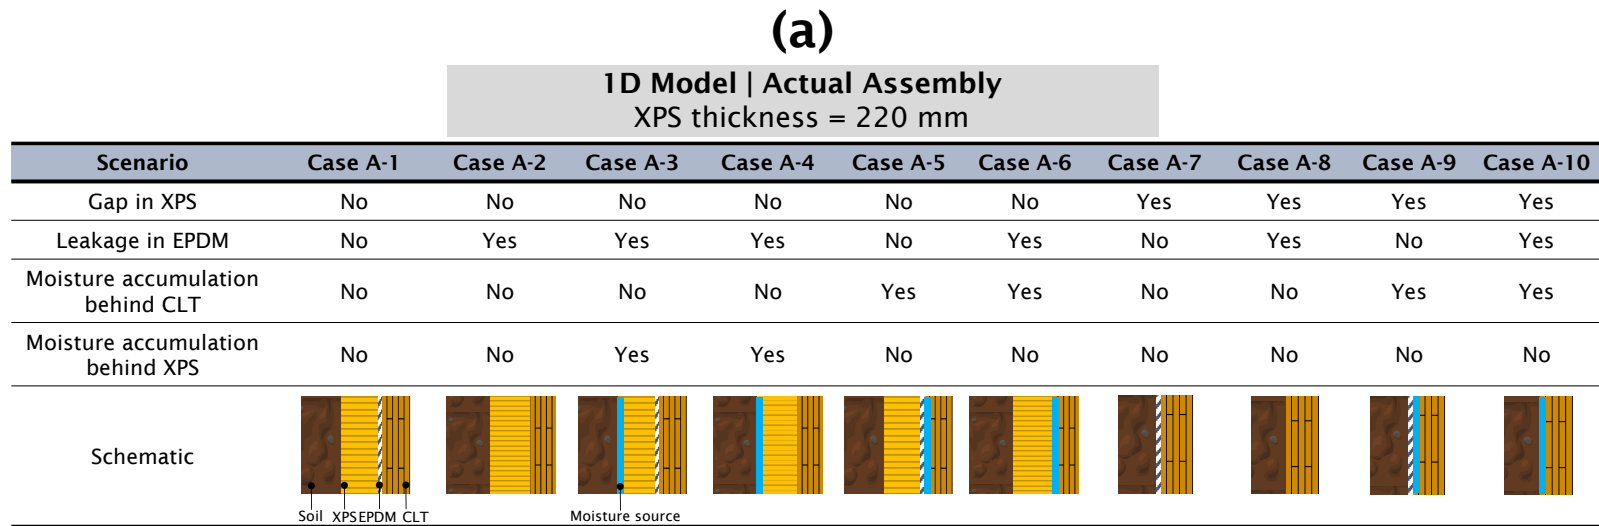 (a)
1D Model | Actual Assembly
XPS thickness = 220 mm
Scenario Case A-1 Case A-2 Case A-3 Case A-4 Case A-5 Case A-6 Case A-7 Case A-8 Case A-9 Case A-10
Gap in XPS No No No No No No Yes Yes Yes Yes
Leakage in EPDM No Yes Yes Yes No Yes No Yes No Yes
Moisture accumulation
behind CLT No No No No Yes Yes No No Yes Yes
Moisture accumulation
behind XPS No No Yes Yes No No No No No No
Schematic
Soil XPS EPDM CLT Moisture source